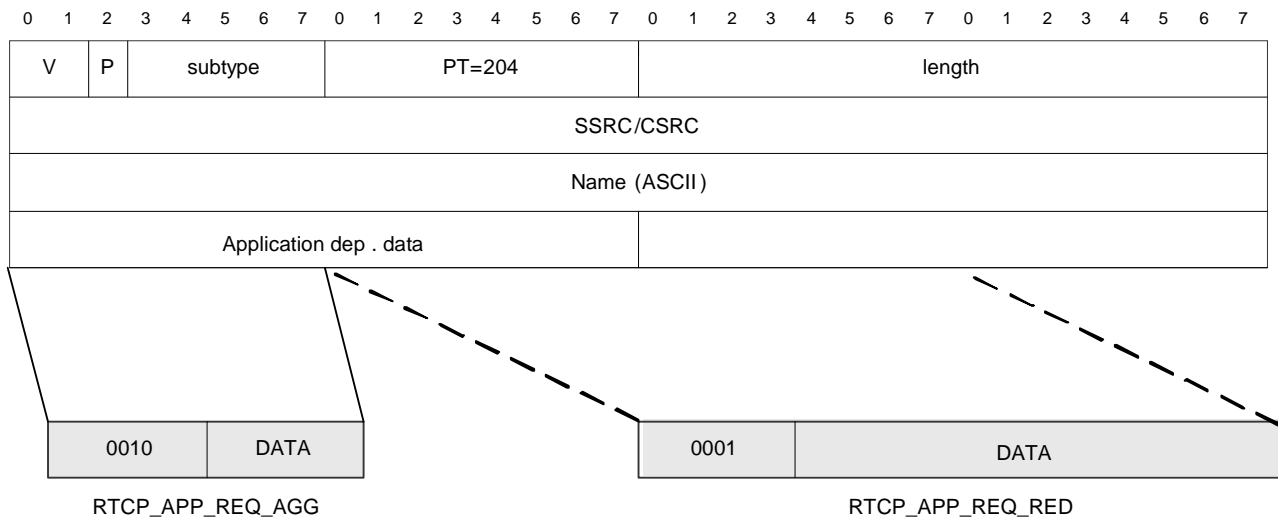 0 1 2 3 4 5 6 7 0 1 2 3 4 5 6 7 0 1 2 3 4 5 6 7 0 1 2 3 4 5 6 7
V P subtype PT=204 length
SSRC/CSRC
Name (ASCII)
Application dep . data
0010 DATA 0001 DATA
RTCP_APP_REQ_AGG RTCP_APP_REQ_RED